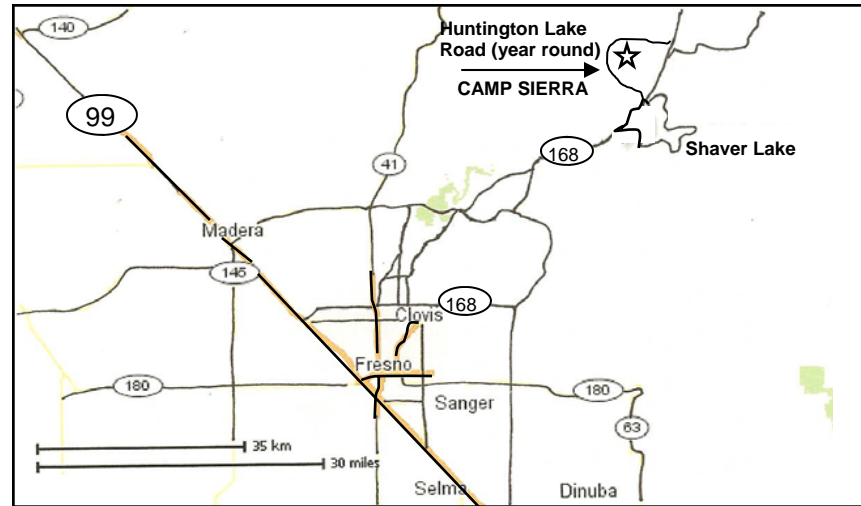 140
Huntington Lake
Road (year round)
CAMP SIERRA
99
168
Shaver Lake
41
Madera
145
168
Clovis
Fresno
180
180
Sanger
63
35 km
30 miles
Selma
Dinuba